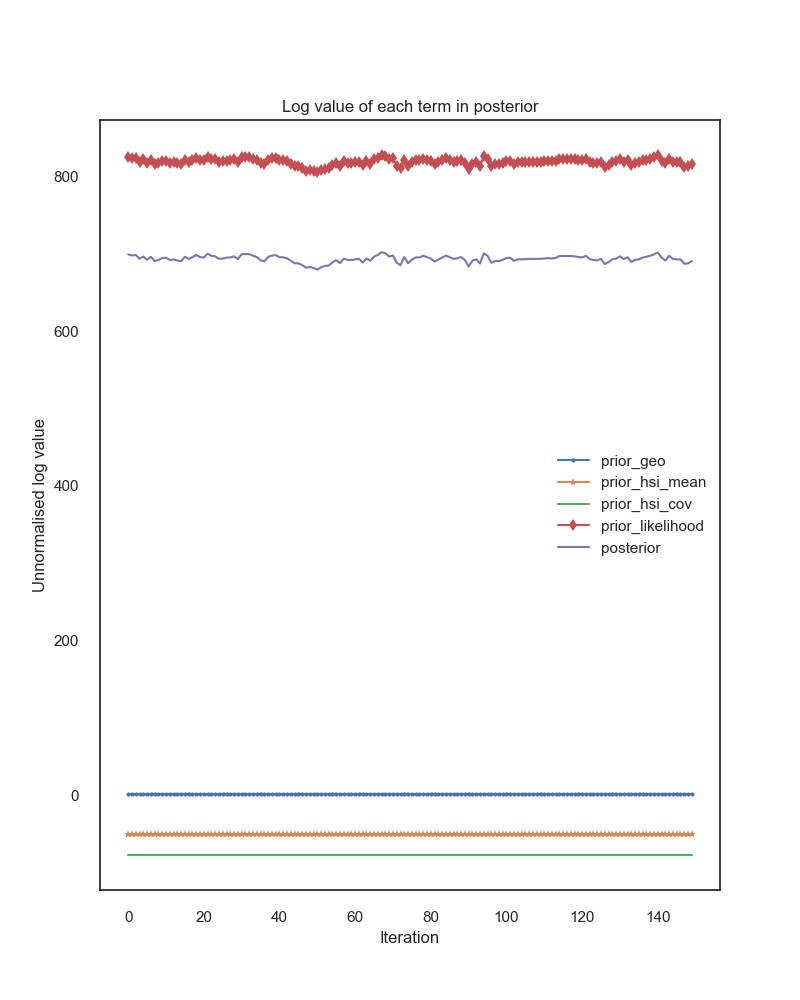 Log value of each term in posterior
Unnormalised log value
800
600
400
200
0
prior_geo
prior_hsi_mean
prior_hsi_cov
prior_likelihood
posterior
0 20 40 60 80 100 120 140
Iteration